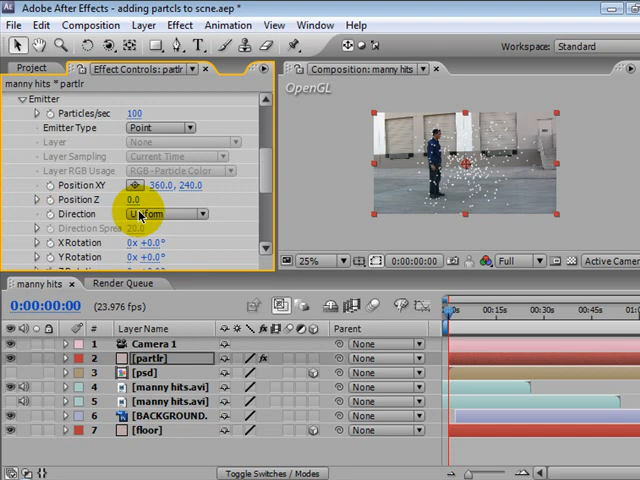 Adobe After Effects - adding partcls to scne.aep *
File Edit Composition Layer Effect Animation View Window Help
Workspace: Standard
Project Effect Controls: partlr Composition: manny hits
manny hits * partlr
OpenGL
Emitter
Particles/sec 100
Emitter Type Point
Layer None
Layer Sampling Current Time
Layer RGB Usage RGB - Particle Color
Position XY 360.0, 240.0
Position Z 0.0
Direction Uniform
Direction Sprea 20.0
X Rotation 0x +0.0°
Y Rotation 0x +0.0°
25% 0:00:00:00 Full Active Camer
manny hits Render Queue
0:00:00:00 (23.976 fps)
00s 00:15s 00:30s 00:45s 01:0
# Layer Name Parent
1 Camera 1 None
2 [partlr] None
3 [psd] None
4 [manny hits.avi] None
5 [manny hits.avi] None
6 [BACKGROUND. None
7 [floor] None
Toggle Switches / Modes